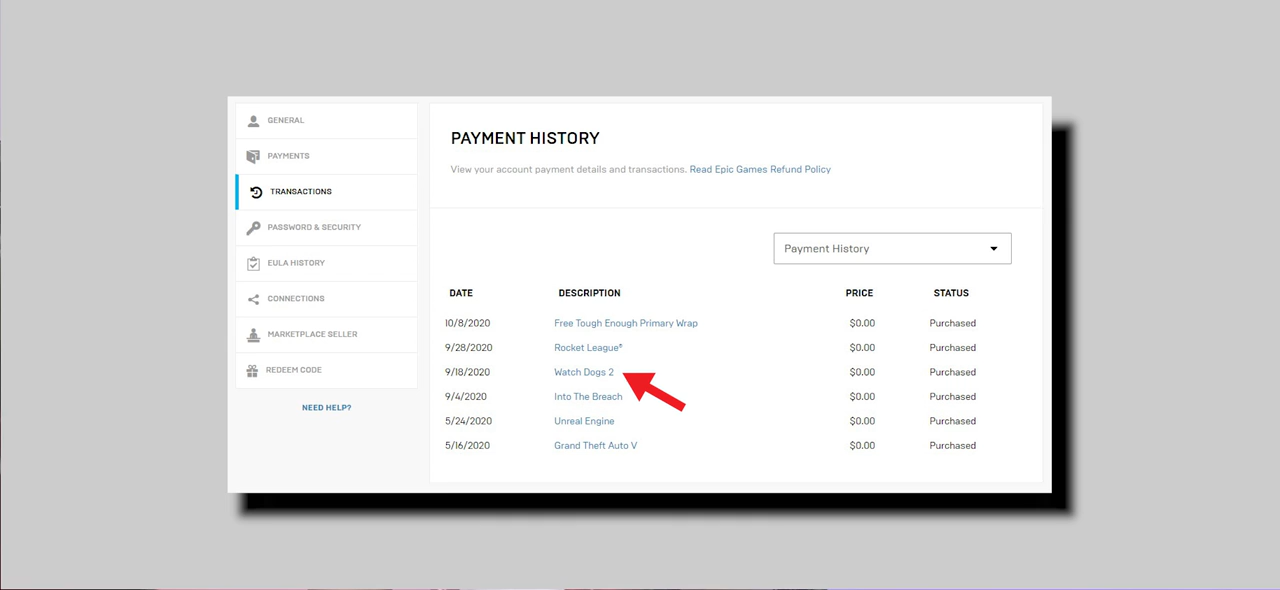 GENERAL
PAYMENTS
TRANSACTIONS
PASSWORD & SECURITY
EULA HISTORY
CONNECTIONS
MARKETPLACE SELLER
REDEEM CODE
NEED HELP?
PAYMENT HISTORY
View your account payment details and transactions. Read Epic Games Refund Policy
Payment History
DATE DESCRIPTION PRICE STATUS
10/8/2020 Free Tough Enough Primary Wrap $0.00 Purchased
9/28/2020 Rocket League® $0.00 Purchased
9/18/2020 Watch Dogs 2 $0.00 Purchased
9/4/2020 Into The Breach $0.00 Purchased
5/24/2020 Unreal Engine $0.00 Purchased
5/16/2020 Grand Theft Auto V $0.00 Purchased